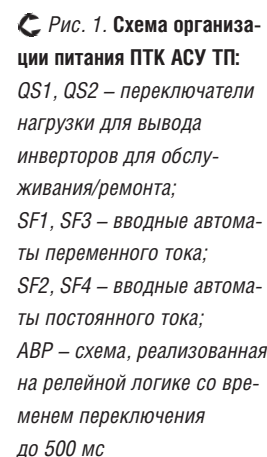 Рис. 1. Схема организа-
ции питания ПТК АСУ ТП:
QS1, QS2 – переключатели
нагрузки для вывода
инверторов для обслу-
живания/ремонта;
SF1, SF3 – вводные автома-
ты переменного тока;
SF2, SF4 – вводные автома-
ты постоянного тока;
АВР – схема, реализованная
на релейной логике со вре-
менем переключения
до 500 мс